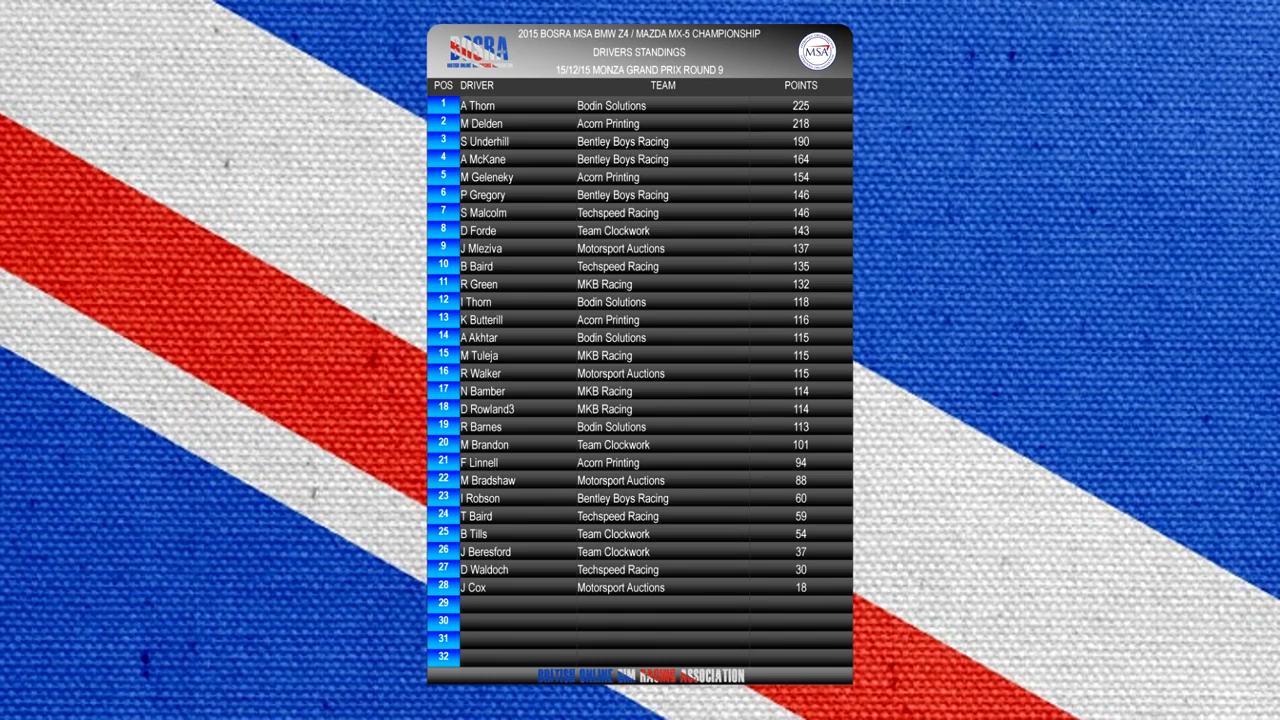 2015 BOSRA MSA BMW Z4 / MAZDA MX-5 CHAMPIONSHIP
BOSRA
DRIVERS STANDINGS
MSA
15/12/15 MONZA GRAND PRIX ROUND 9
POS DRIVER TEAM POINTS
1 A Thorn Bodin Solutions 225
2 M Delden Acorn Printing 218
3 S Underhill Bentley Boys Racing 190
4 A McKane Bentley Boys Racing 164
5 M Geleneky Acorn Printing 154
6 P Gregory Bentley Boys Racing 146
7 S Malcolm Techspeed Racing 146
8 D Forde Team Clockwork 143
9 J Mleziva Motorsport Auctions 137
10 B Baird Techspeed Racing 135
11 R Green MKB Racing 132
12 I Thorn Bodin Solutions 118
13 K Butterill Acorn Printing 116
14 A Akhtar Bodin Solutions 115
15 M Tuleja MKB Racing 115
16 R Walker Motorsport Auctions 115
17 N Bamber MKB Racing 114
18 D Rowland3 MKB Racing 114
19 R Barnes Bodin Solutions 113
20 M Brandon Team Clockwork 101
21 F Linnell Acorn Printing 94
22 M Bradshaw Motorsport Auctions 88
23 I Robson Bentley Boys Racing 60
24 T Baird Techspeed Racing 59
25 B Tills Team Clockwork 54
26 J Beresford Team Clockwork 37
27 D Waldoch Techspeed Racing 30
28 J Cox Motorsport Auctions 18
29
30
31
32
BRITISH ONLINE SIM RACING ASSOCIATION